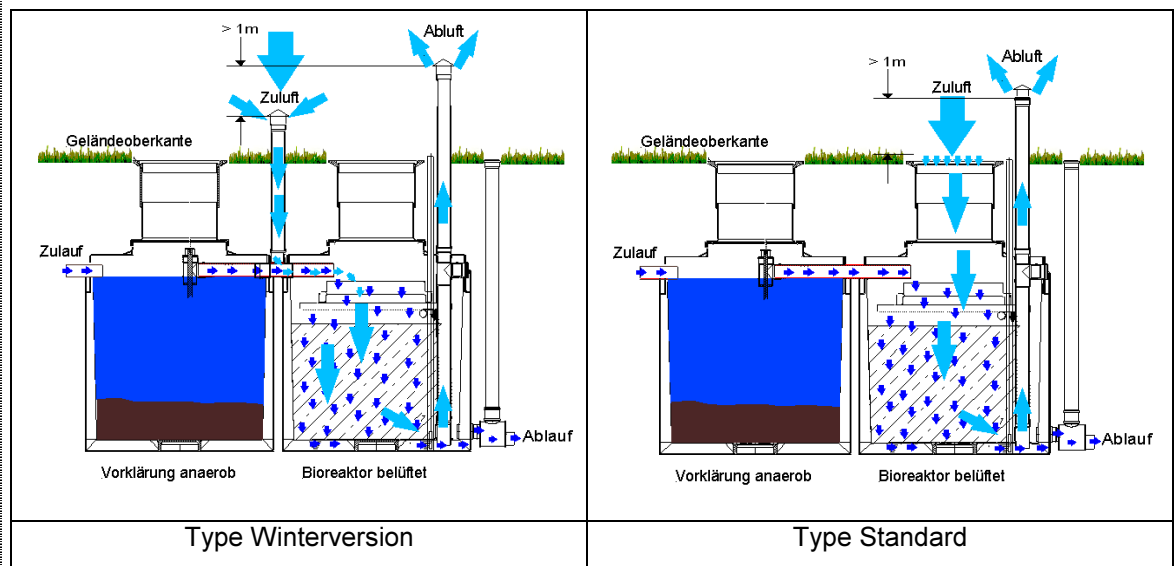 > 1m
Abluft
Zuluft
Geländeoberkante
Zulauf
Ablauf
Vorklärung anaerob
Bioreaktor belüftet
Type Winterversion
> 1m
Abluft
Zuluft
Geländeoberkante
Zulauf
Ablauf
Vorklärung anaerob
Bioreaktor belüftet
Type Standard